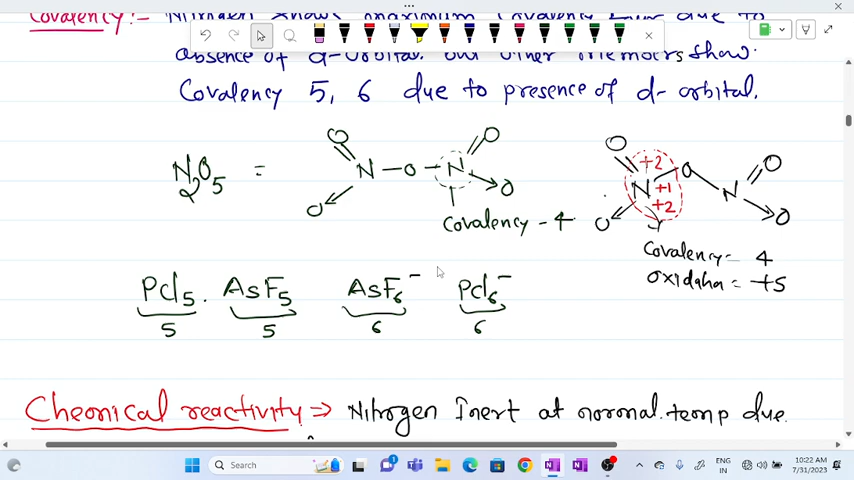 Covalency:- Nitrogen shows maximum Covalency Four due to
absence of d-orbital. but other members show.
Covalency 5, 6 due to presence of d- orbital.
N2O5 = O N O N O O
Covalency - 4
O N +2 +1 +2 O N O O
Covalency - 4
oxidahn = +5
PCl5. AsF5 AsF6⁻ PCl6⁻
5 5 6 6
Chemical reactivity => Nitrogen Inert at normal.temp due.
Search
ENG
IN
10:22 AM
7/31/2023